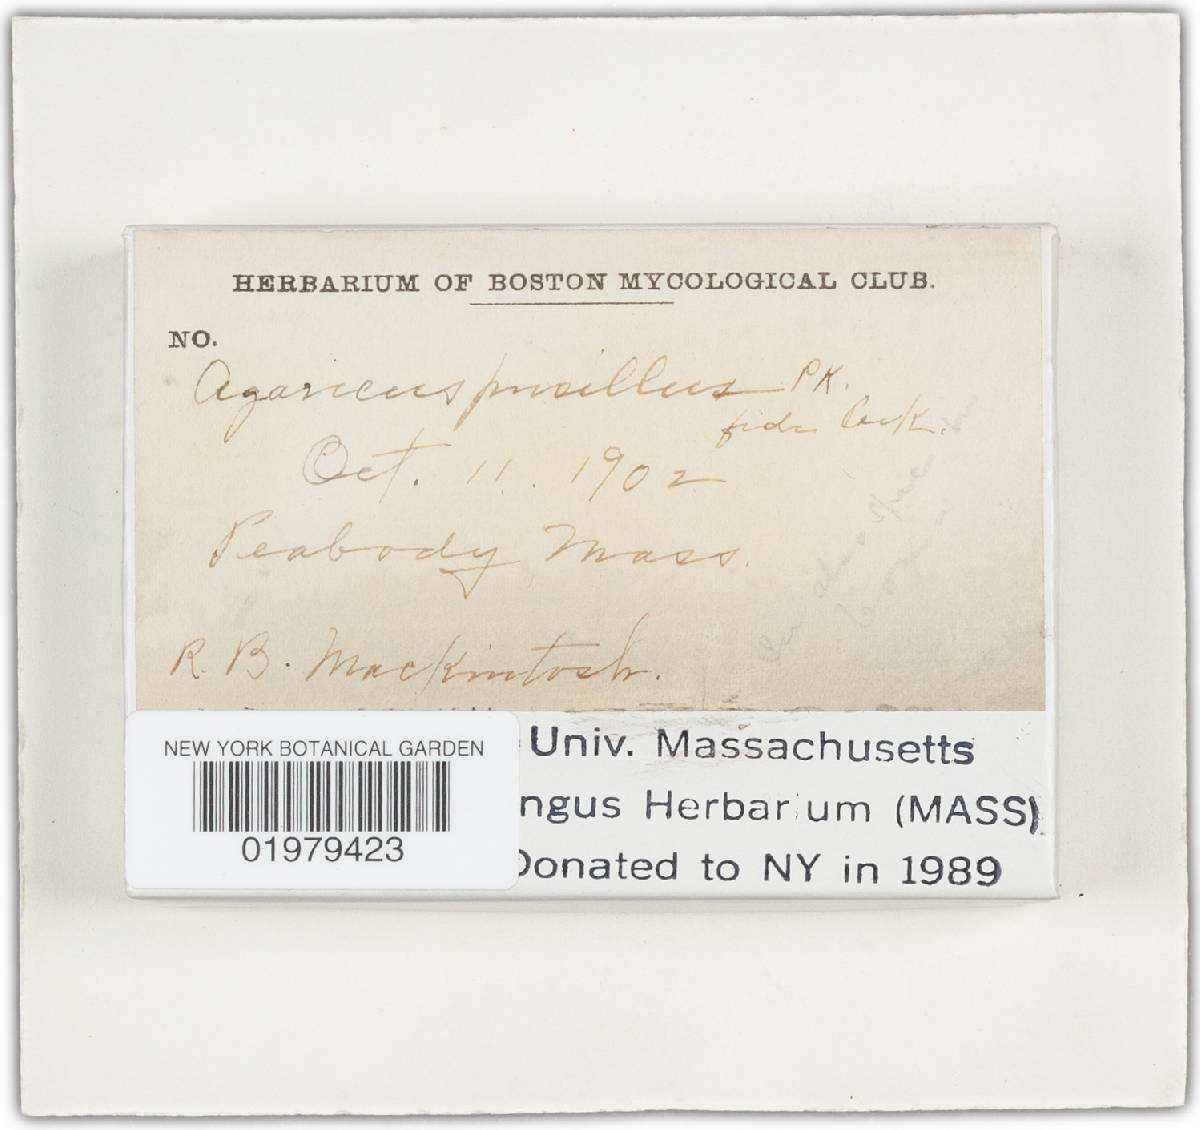 HERBARIUM OF BOSTON MYCOLOGICAL CLUB.
NO.
Agaricus pusillus PK.
fide
Oct. 11. 1902
Peabody Mass.
R. B. Mackintosh.
NEW YORK BOTANICAL GARDEN
01979423
Univ. Massachusetts
ngus Herbarium (MASS)
Donated to NY in 1989